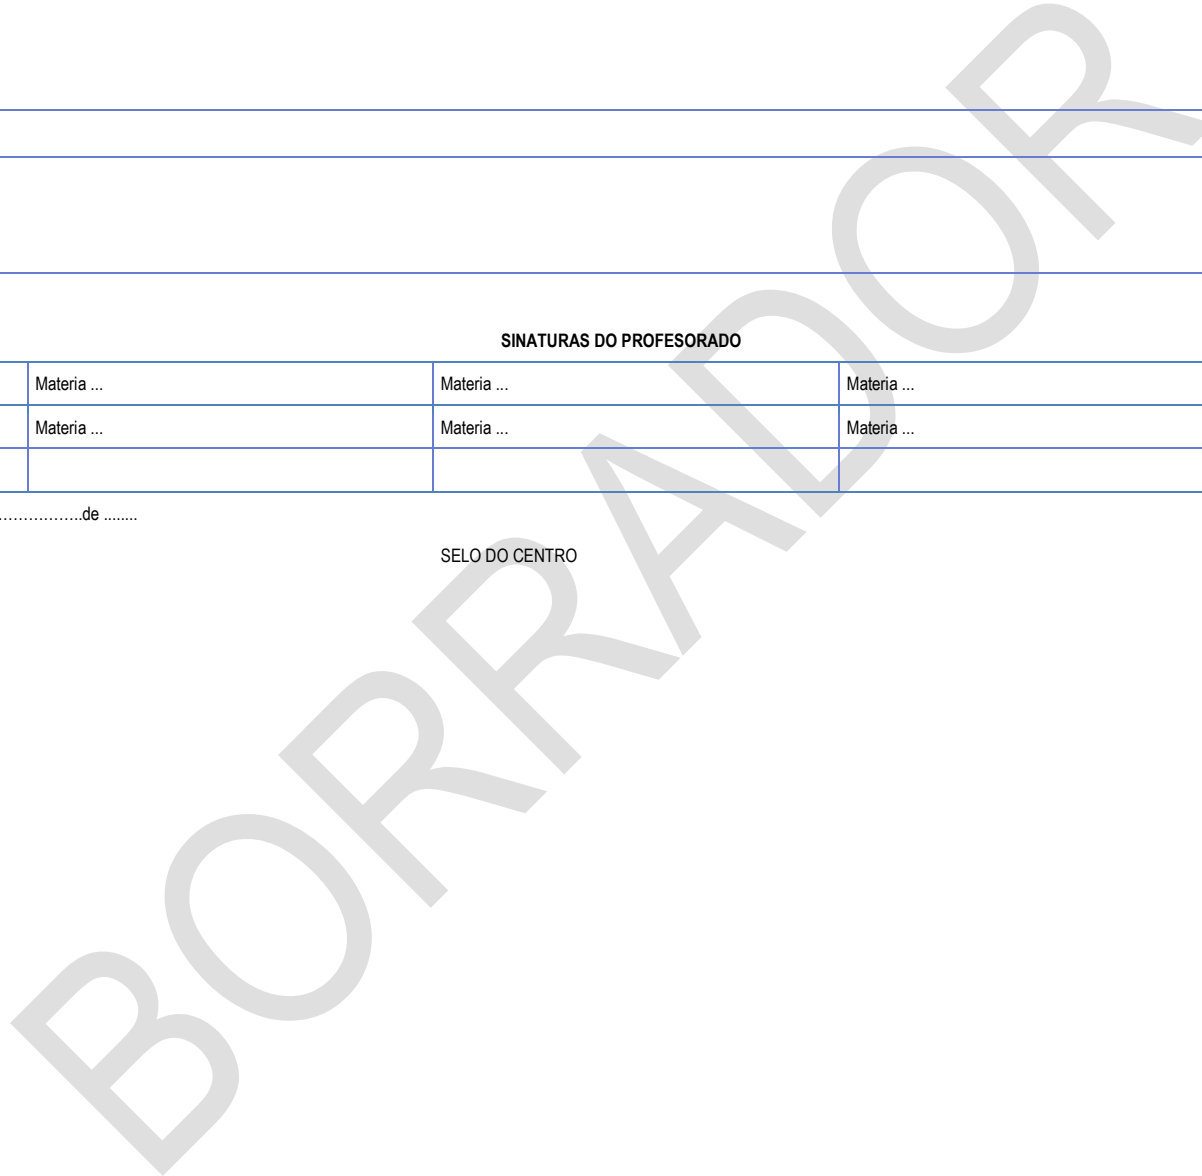 SINATURAS DO PROFESORADO
Materia ... Materia ... Materia ...
Materia ... Materia ... Materia ...
……………..de ........
SELO DO CENTRO
BORRADOR